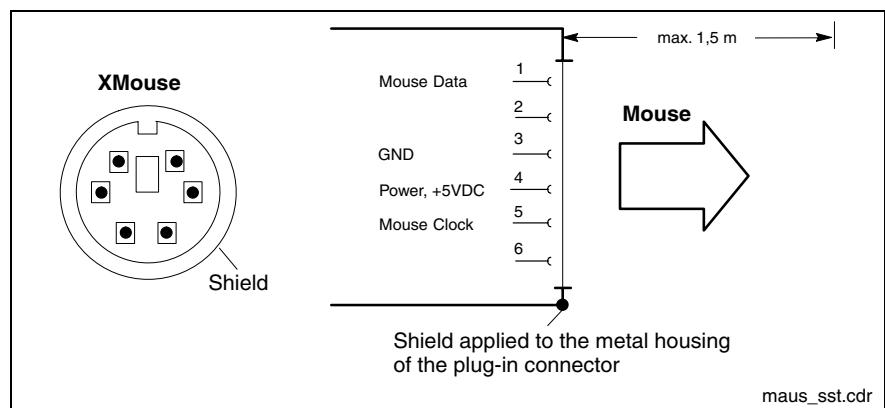 max. 1,5 m
XMouse
Mouse Data
1
2
Mouse
GND
3
Power, +5VDC
4
Mouse Clock
5
6
Shield
Shield applied to the metal housing
of the plug-in connector
maus_sst.cdr